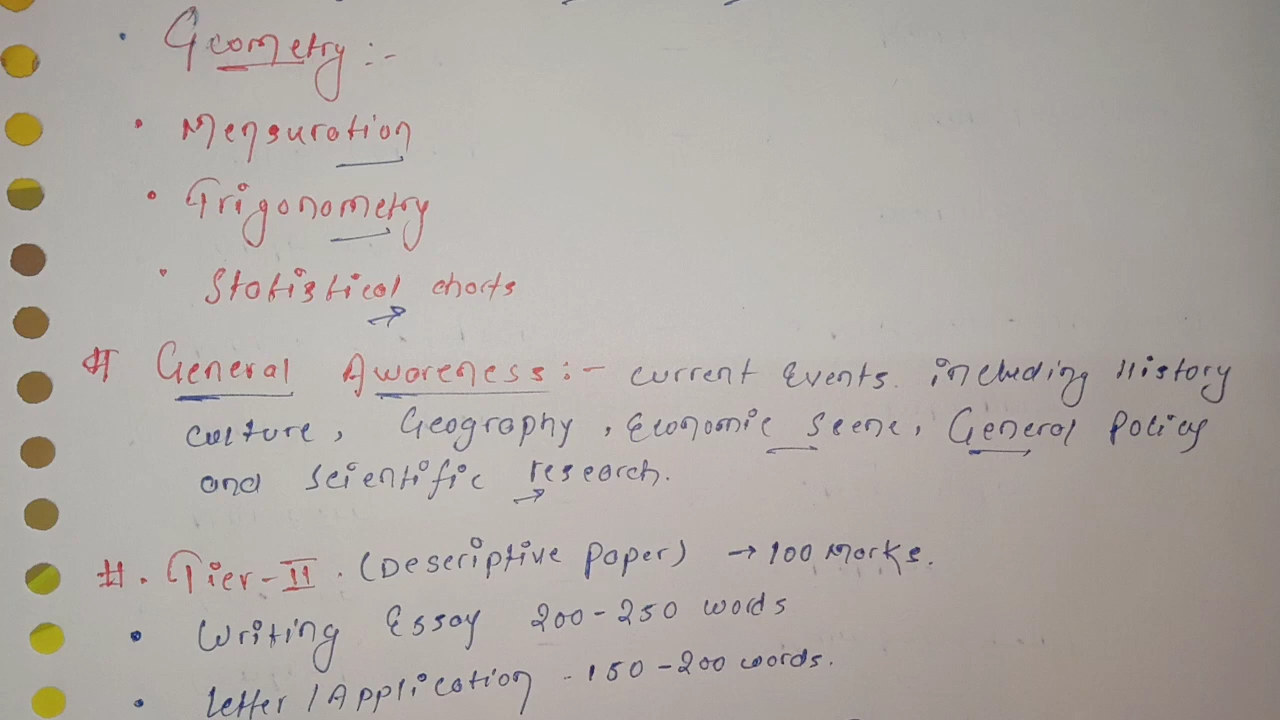 • Geometry :-
• Mensuration
• Trigonometry
• Statistical charts
# General Awareness :- current Events. including History
culture, Geography, Economic Scene, General Policy
and scientific research.
#. Tier-II. (Descriptive Paper) → 100 Marks.
• Writing Essay 200-250 words
• letter / Application - 150-200 words.